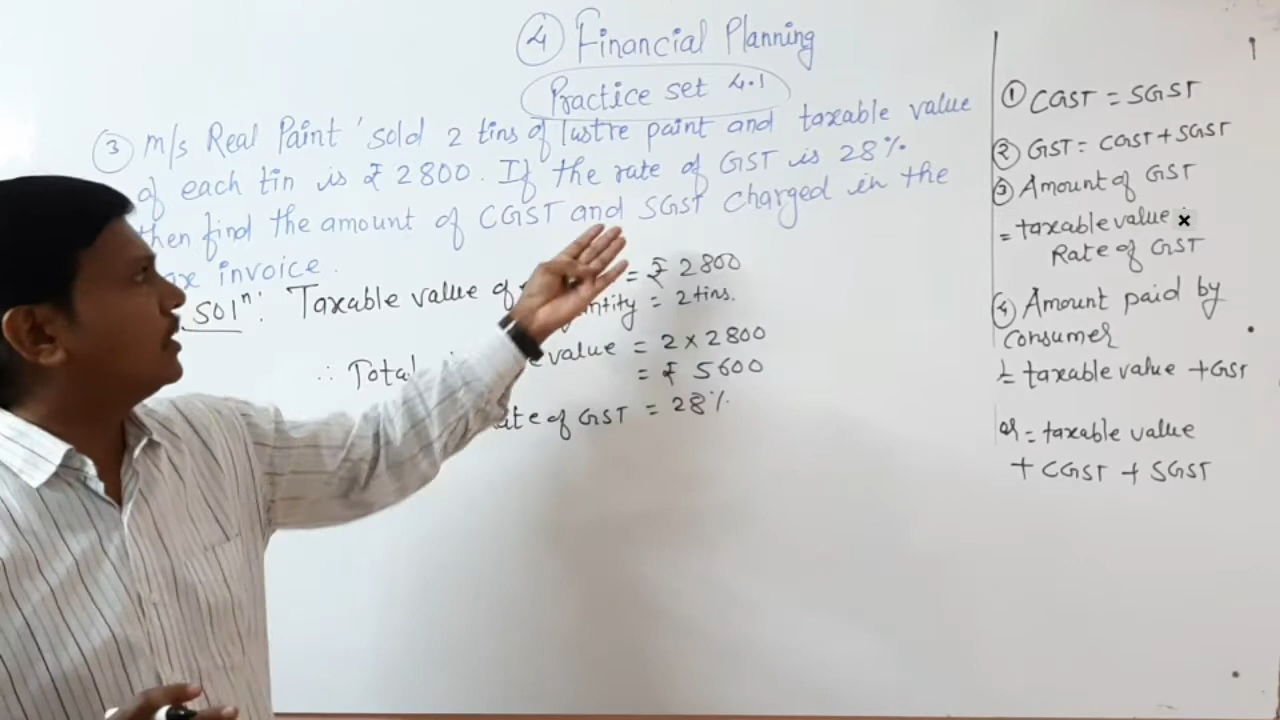 ④ Financial Planning
Practice set 4.1
③ M/s Real Paint 'sold 2 tins of lustre paint and taxable value
of each tin is ₹ 2800. If the rate of GST is 28%
then find the amount of CGST and SGST charged in the
invoice.
Solⁿ: Taxable value of = ₹ 2800
= 2 tins.
∴ Total value = 2 × 2800
= ₹ 5600
of GST = 28%
① CGST = SGST
② GST = CGST + SGST
③ Amount of GST
= taxable value ×
Rate of GST
④ Amount paid by
consumer
= taxable value + GST
or = taxable value
+ CGST + SGST